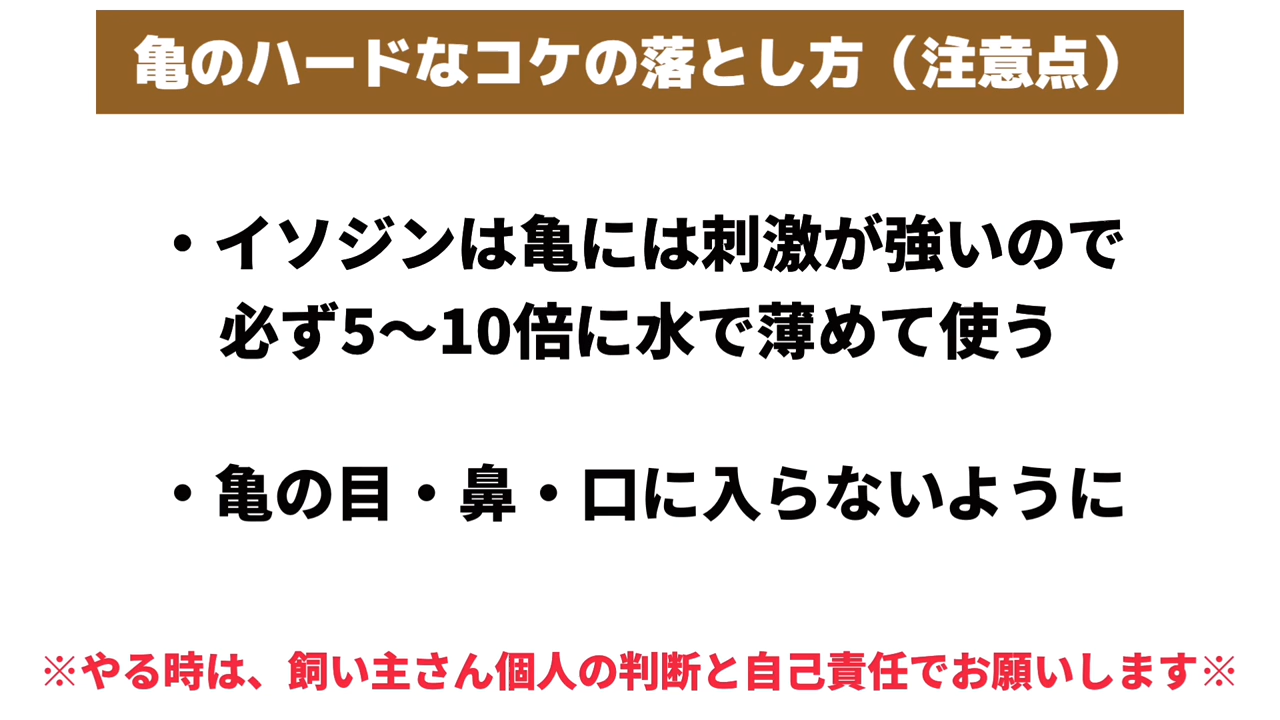 亀のハードなコケの落とし方（注意点）
・イソジンは亀には刺激が強いので
必ず5〜10倍に水で薄めて使う
・亀の目・鼻・口に入らないように
※やる時は、飼い主さん個人の判断と自己責任でお願いします※